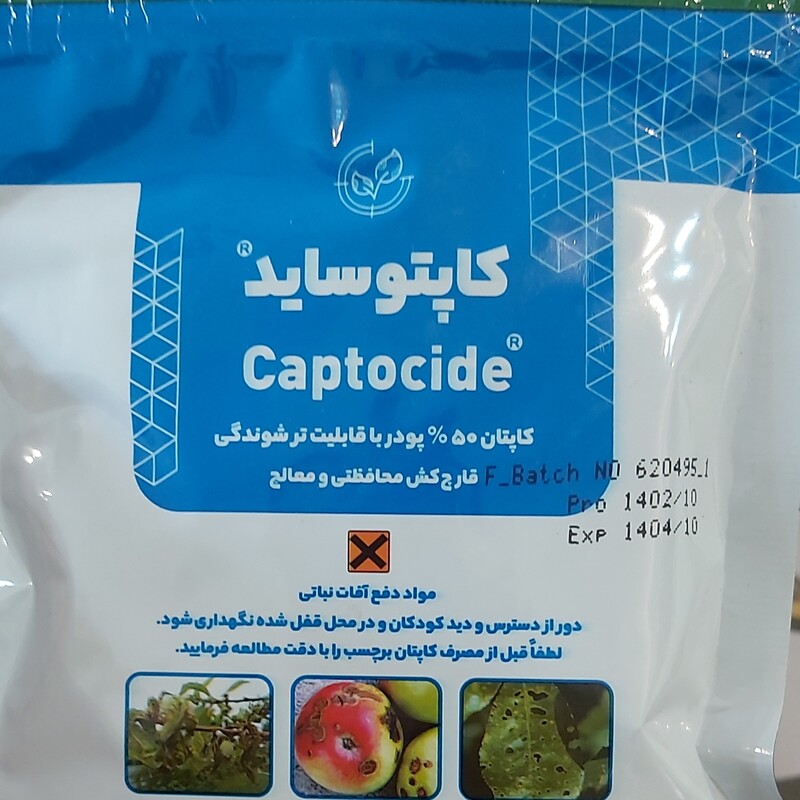 کاپتوساید®
Captocide®
کاپتان ۵۰ % پودر با قابلیت تر شوندگی
قارچ کش محافظتی و معالج
F_Batch NO 620495_1
Pro 1402/10
Exp 1404/10
مواد دفع آفات نباتی
دور از دسترس و دید کودکان و در محل قفل شده نگهداری شود.
لطفاً قبل از مصرف کاپتان برچسب را با دقت مطالعه فرمایید.